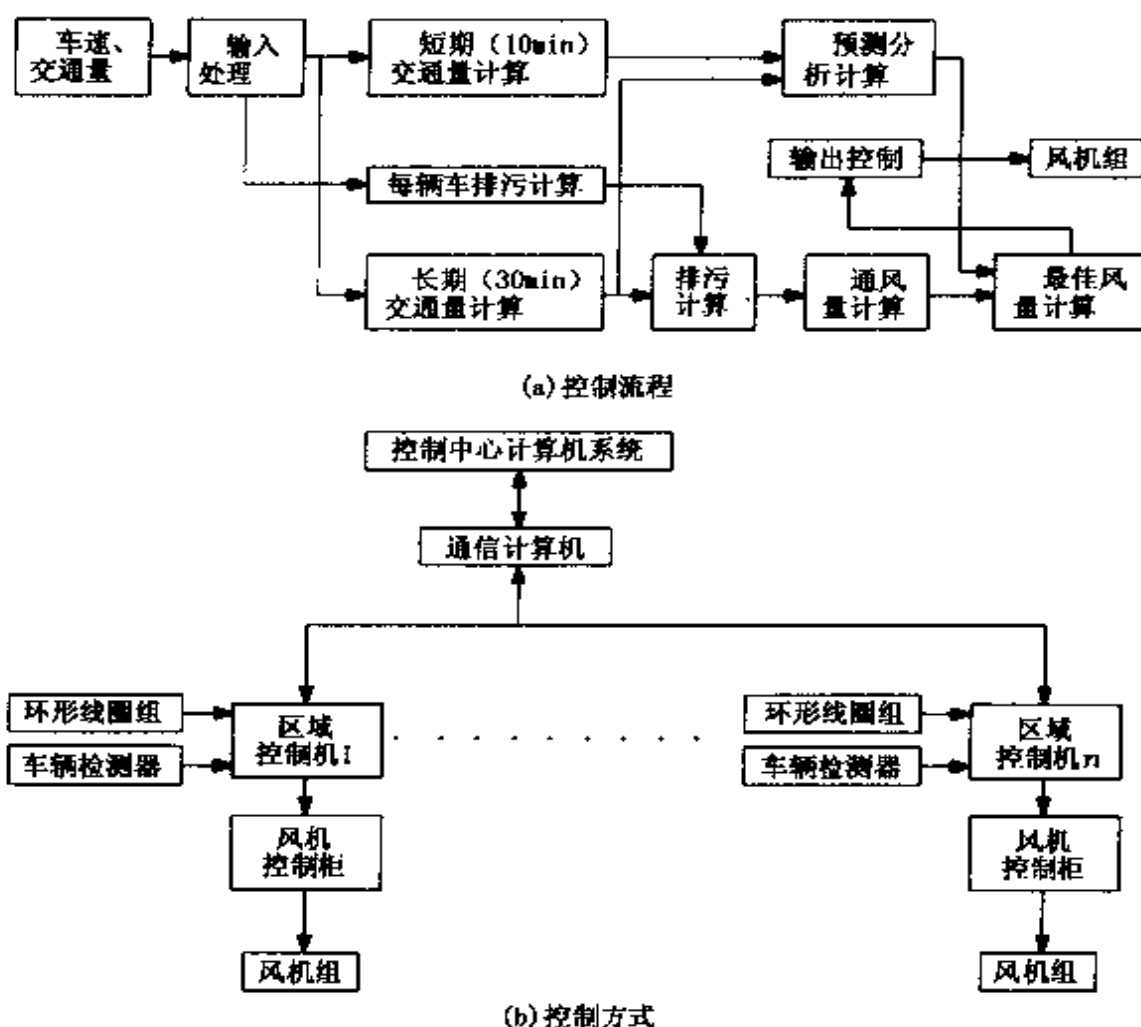 车速、
交通量
输入
处理
短期（10min）
交通量计算
预测分
析计算
输出控制
风机组
每辆车排污计算
长期（30min）
交通量计算
排污
计算
通风
量计算
最佳风
量计算
(a)控制流程
控制中心计算机系统
通信计算机
环形线圈组
车辆检测器
区域
控制机1
环形线圈组
车辆检测器
区域
控制机n
风机
控制柜
风机
控制柜
风机组
风机组
(b)控制方式